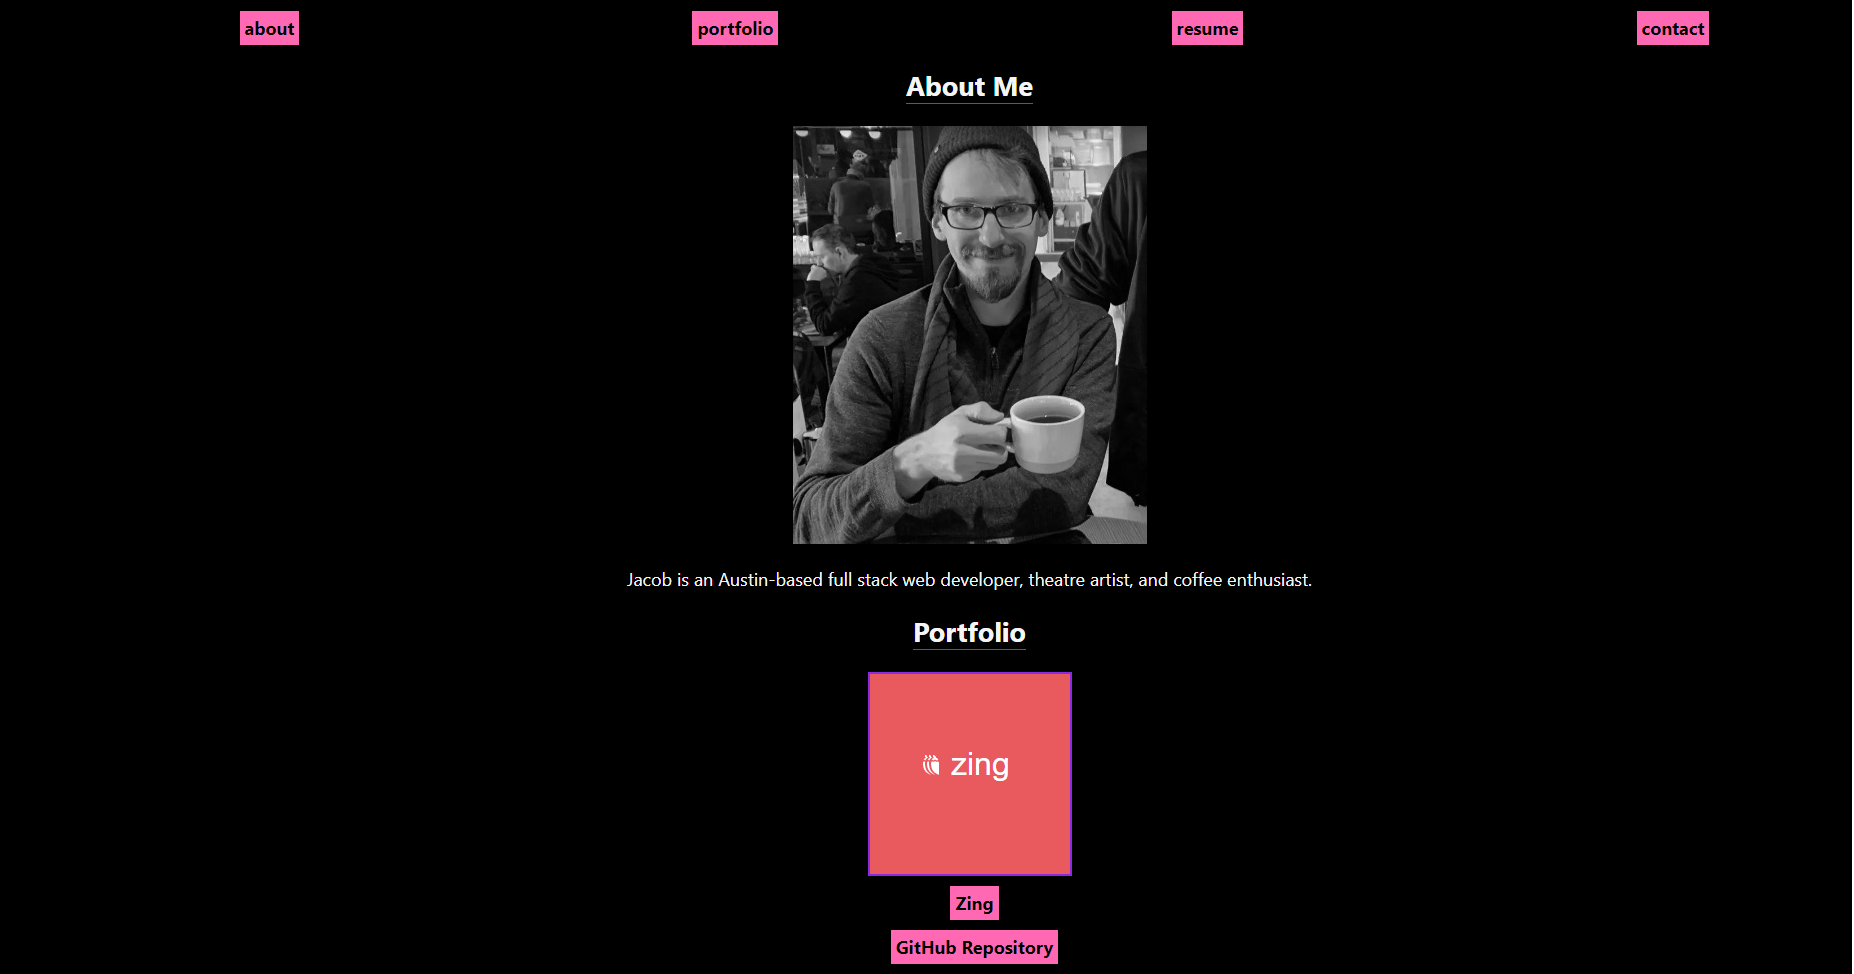 about portfolio resume contact
About Me
Jacob is an Austin-based full stack web developer, theatre artist, and coffee enthusiast.
Portfolio
zing
Zing
GitHub Repository